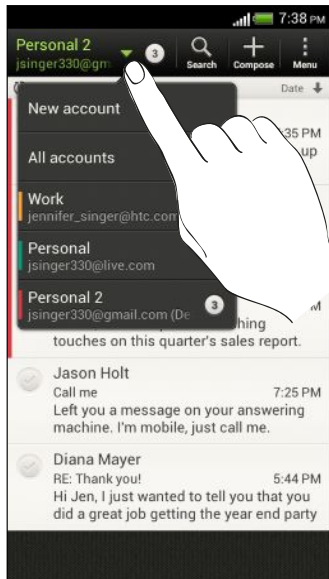 7:38 PM
Personal 2 3
jsinger330@gm Search Compose Menu
Date
New account
:35 PM
up
All accounts
Work
jennifer_singer@htc.com
Personal
jsinger330@live.com
Personal 2 3
jsinger330@gmail.com (De
hing
touches on this quarter's sales report.
Jason Holt
Call me 7:25 PM
Left you a message on your answering
machine. I'm mobile, just call me.
Diana Mayer
RE: Thank you! 5:44 PM
Hi Jen, I just wanted to tell you that you
did a great job getting the year end party